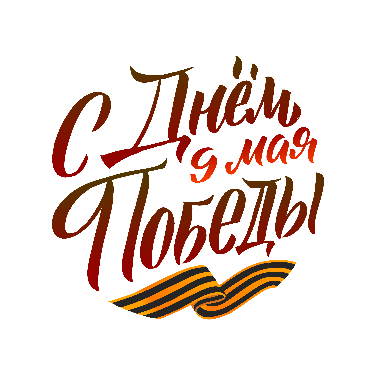 С Днём
9 мая
Победы